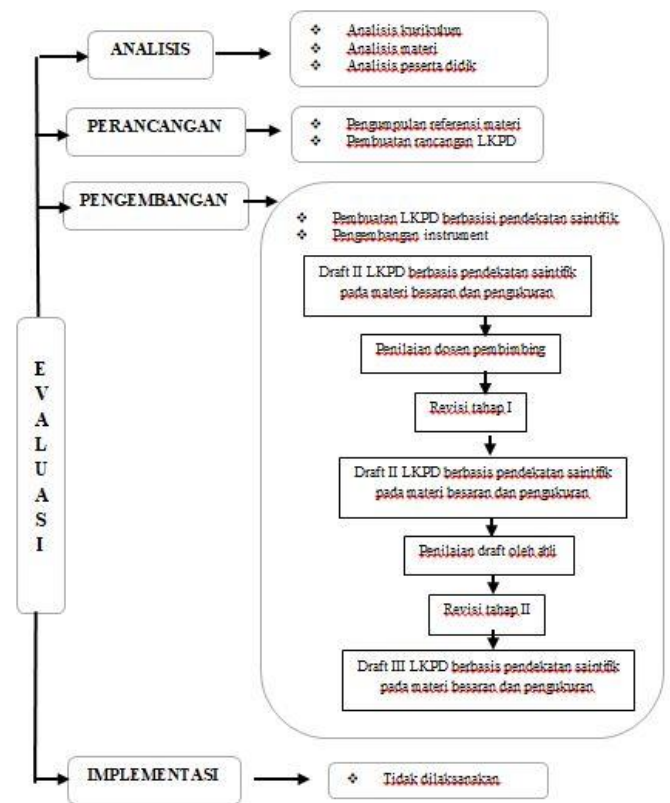 ANALISIS
❖ Analisis kurikulum
❖ Analisis materi
❖ Analisis peserta didik
PERANCANGAN
❖ Pengumpulan referensi materi
❖ Pembuatan rancangan LKPD
PENGEMBANGAN
❖ Pembuatan LKPD berbasisi pendekatan saintifik
❖ Pengembangan instrument
Draft II LKPD berbasis pendekatan saintifik
pada materi besaran dan pengukuran
Penilaian dosen pembimbing
Revisi tahap I
Draft II LKPD berbasis pendekatan saintifik
pada materi besaran dan pengukuran
Penilaian draft oleh ahli
Revisi tahap II
Draft III LKPD berbasis pendekatan saintifik
pada materi besaran dan pengukuran
EVALUASI
IMPLEMENTASI
❖ Tidak dilaksanakan